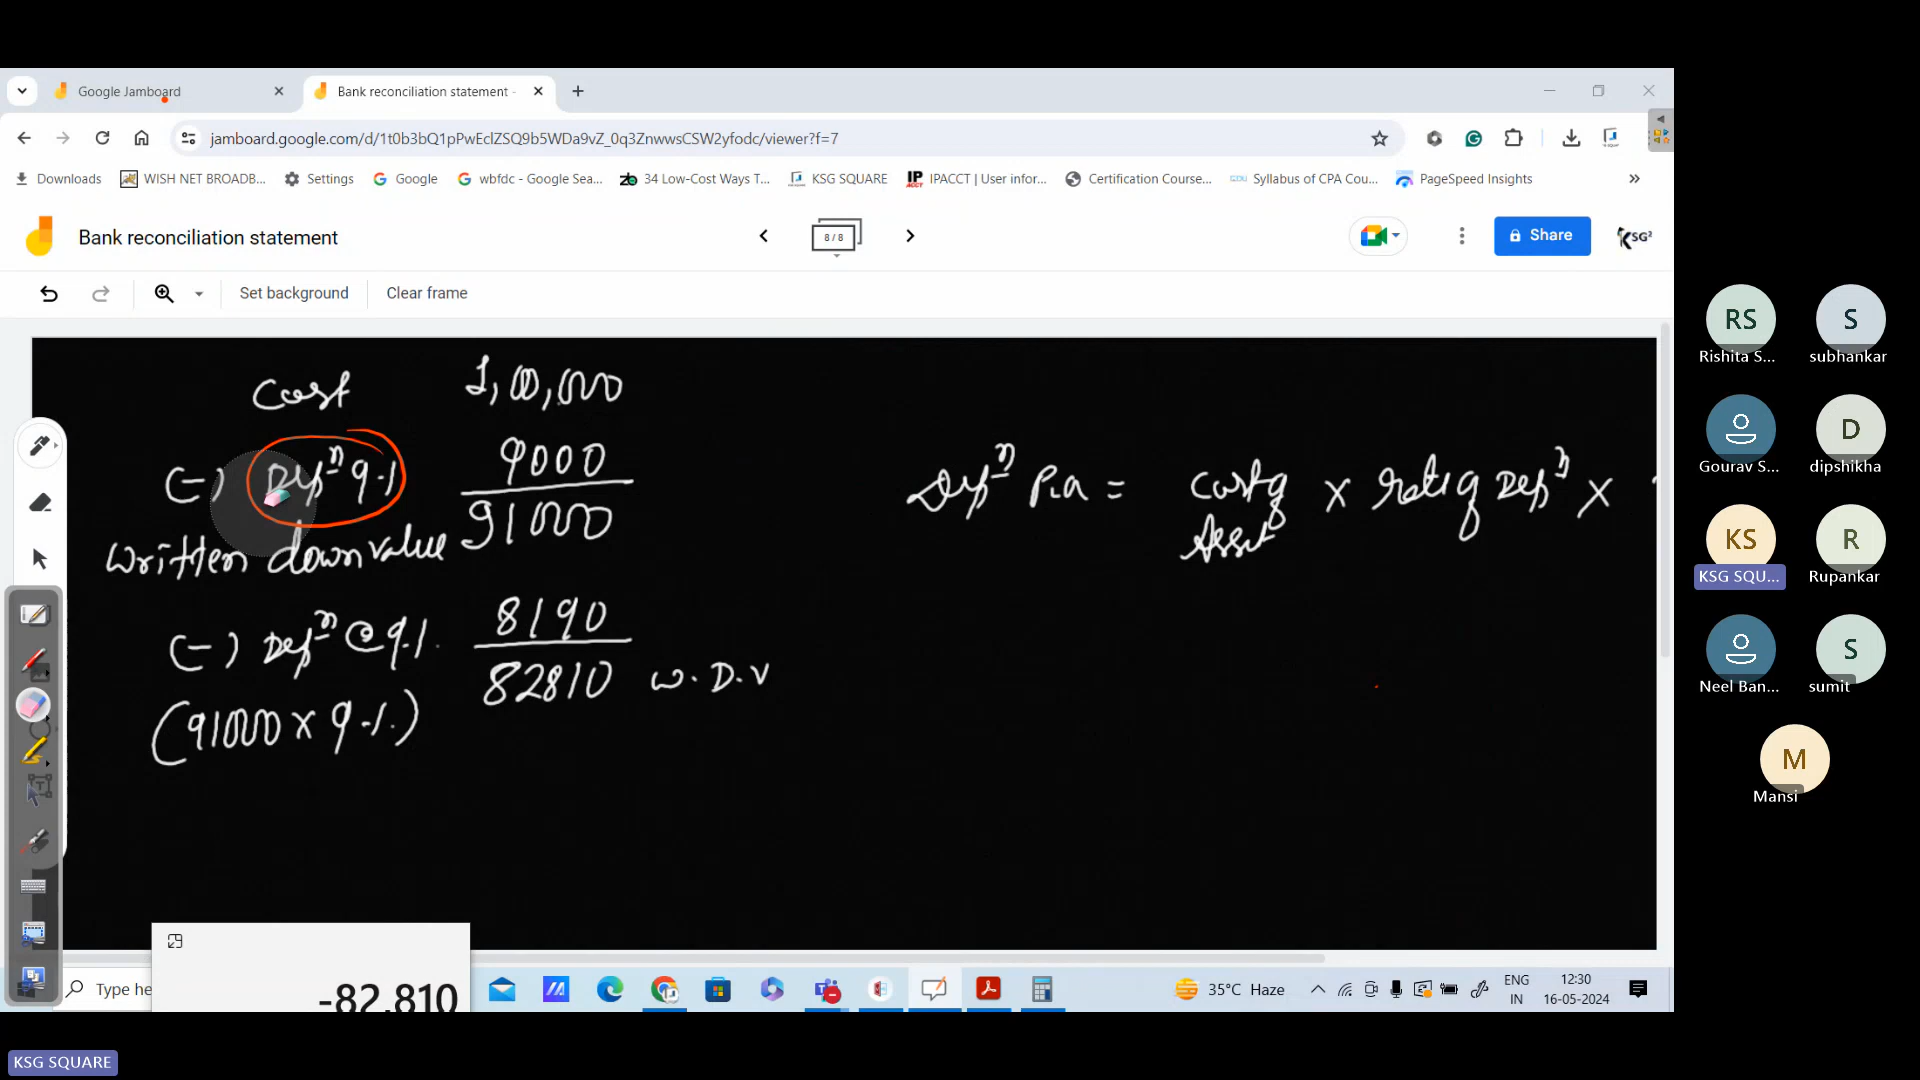 Google Jamboard
Bank reconciliation statement -
jamboard.google.com/d/1t0b3bQ1pPwEclZSQ9b5WDa9vZ_0q3ZnwwsCSW2yfodc/viewer?f=7
Downloads
WISH NET BROADB...
Settings
Google
wbfdc - Google Sea...
34 Low-Cost Ways T...
KSG SQUARE
IPACCT | User infor...
Certification Course...
Syllabus of CPA Cou...
PageSpeed Insights
»
Bank reconciliation statement
8 / 8
Share
KSG²
Set background
Clear frame
Cost 1,00,000
(-) Depⁿ 9.1 9000
written down value 91000
(-) Depⁿ @ 9.1. 8190
82810 W.D.V
(91000 x 9.1.)
Depⁿ P.a = cost of Asset x rate of Depⁿ x
RS
Rishita S...
S
subhankar
Gourav S...
D
dipshikha
KS
KSG SQU...
R
Rupankar
Neel Ban...
S
sumit
M
Mansi
-82,810
Type he
35°C Haze
ENG
IN
12:30
16-05-2024
KSG SQUARE